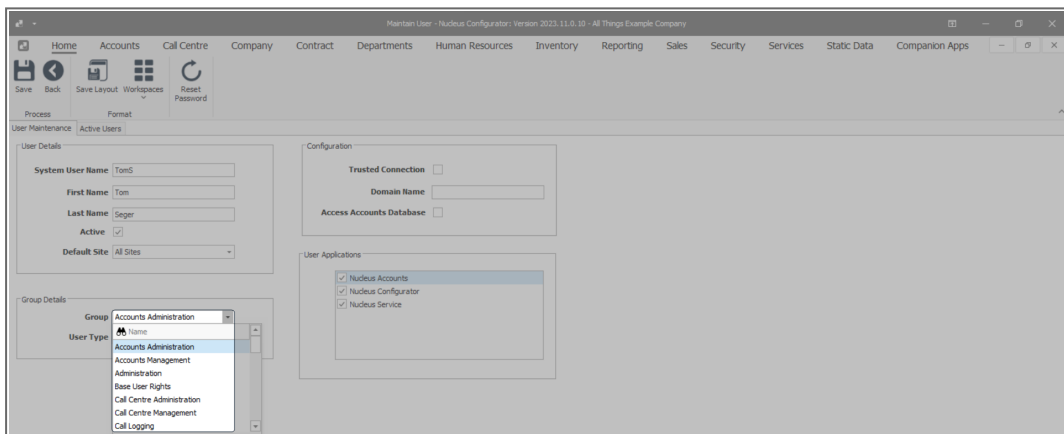 Maintain User - Nucleus Configurator: Version 2023.11.0.10 - All Things Example Company
Home Accounts Call Centre Company Contract Departments Human Resources Inventory Reporting Sales Security Services Static Data Companion Apps
Save Back Save Layout Workspaces Reset Password
Process Format
User Maintenance Active Users
User Details
System User Name TomS
First Name Tom
Last Name Seger
Active
Default Site All Sites
Configuration
Trusted Connection
Domain Name
Access Accounts Database
User Applications
Nucleus Accounts
Nucleus Configurator
Nucleus Service
Group Details
Group Accounts Administration
User Type
Name
Accounts Administration
Accounts Management
Administration
Base User Rights
Call Centre Administration
Call Centre Management
Call Logging